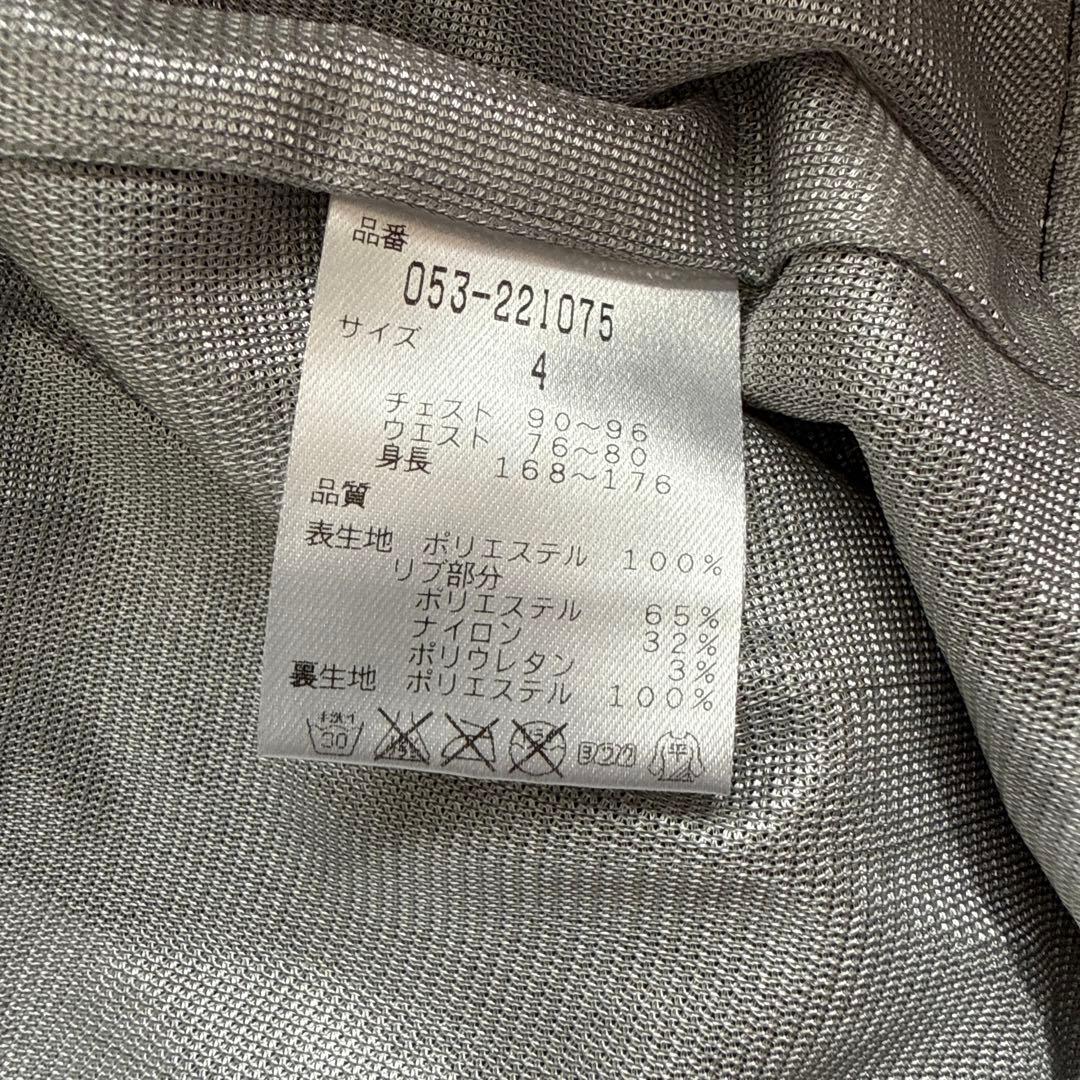 品番
053-221075
サイズ
4
チェスト 90～96
ウエスト 76～80
身長 168～176
品質
表生地 ポリエステル 100%
リブ部分
ポリエステル 65%
ナイロン 32%
ポリウレタン 3%
裏生地 ポリエステル 100%
30 平